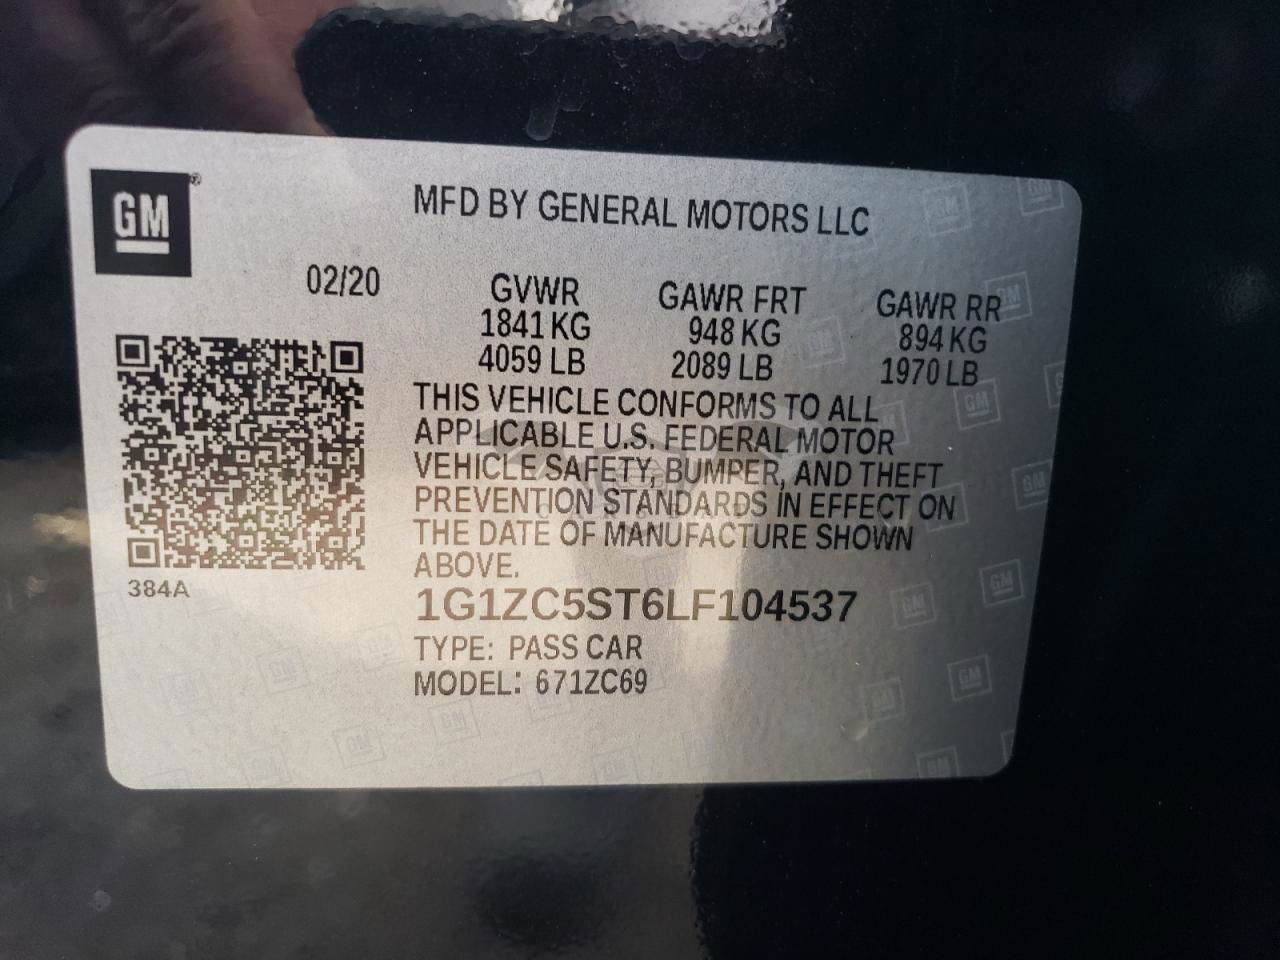 GM®
MFD BY GENERAL MOTORS LLC
02/20
GVWR GAWR FRT GAWR RR
1841 KG 948 KG 894 KG
4059 LB 2089 LB 1970 LB
THIS VEHICLE CONFORMS TO ALL
APPLICABLE U.S. FEDERAL MOTOR
VEHICLE SAFETY, BUMPER, AND THEFT
PREVENTION STANDARDS IN EFFECT ON
THE DATE OF MANUFACTURE SHOWN
ABOVE.
384A
1G1ZC5ST6LF104537
TYPE: PASS CAR
MODEL: 671ZC69